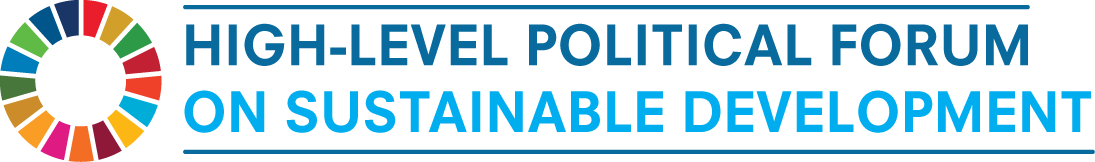 HIGH-LEVEL POLITICAL FORUM
ON SUSTAINABLE DEVELOPMENT